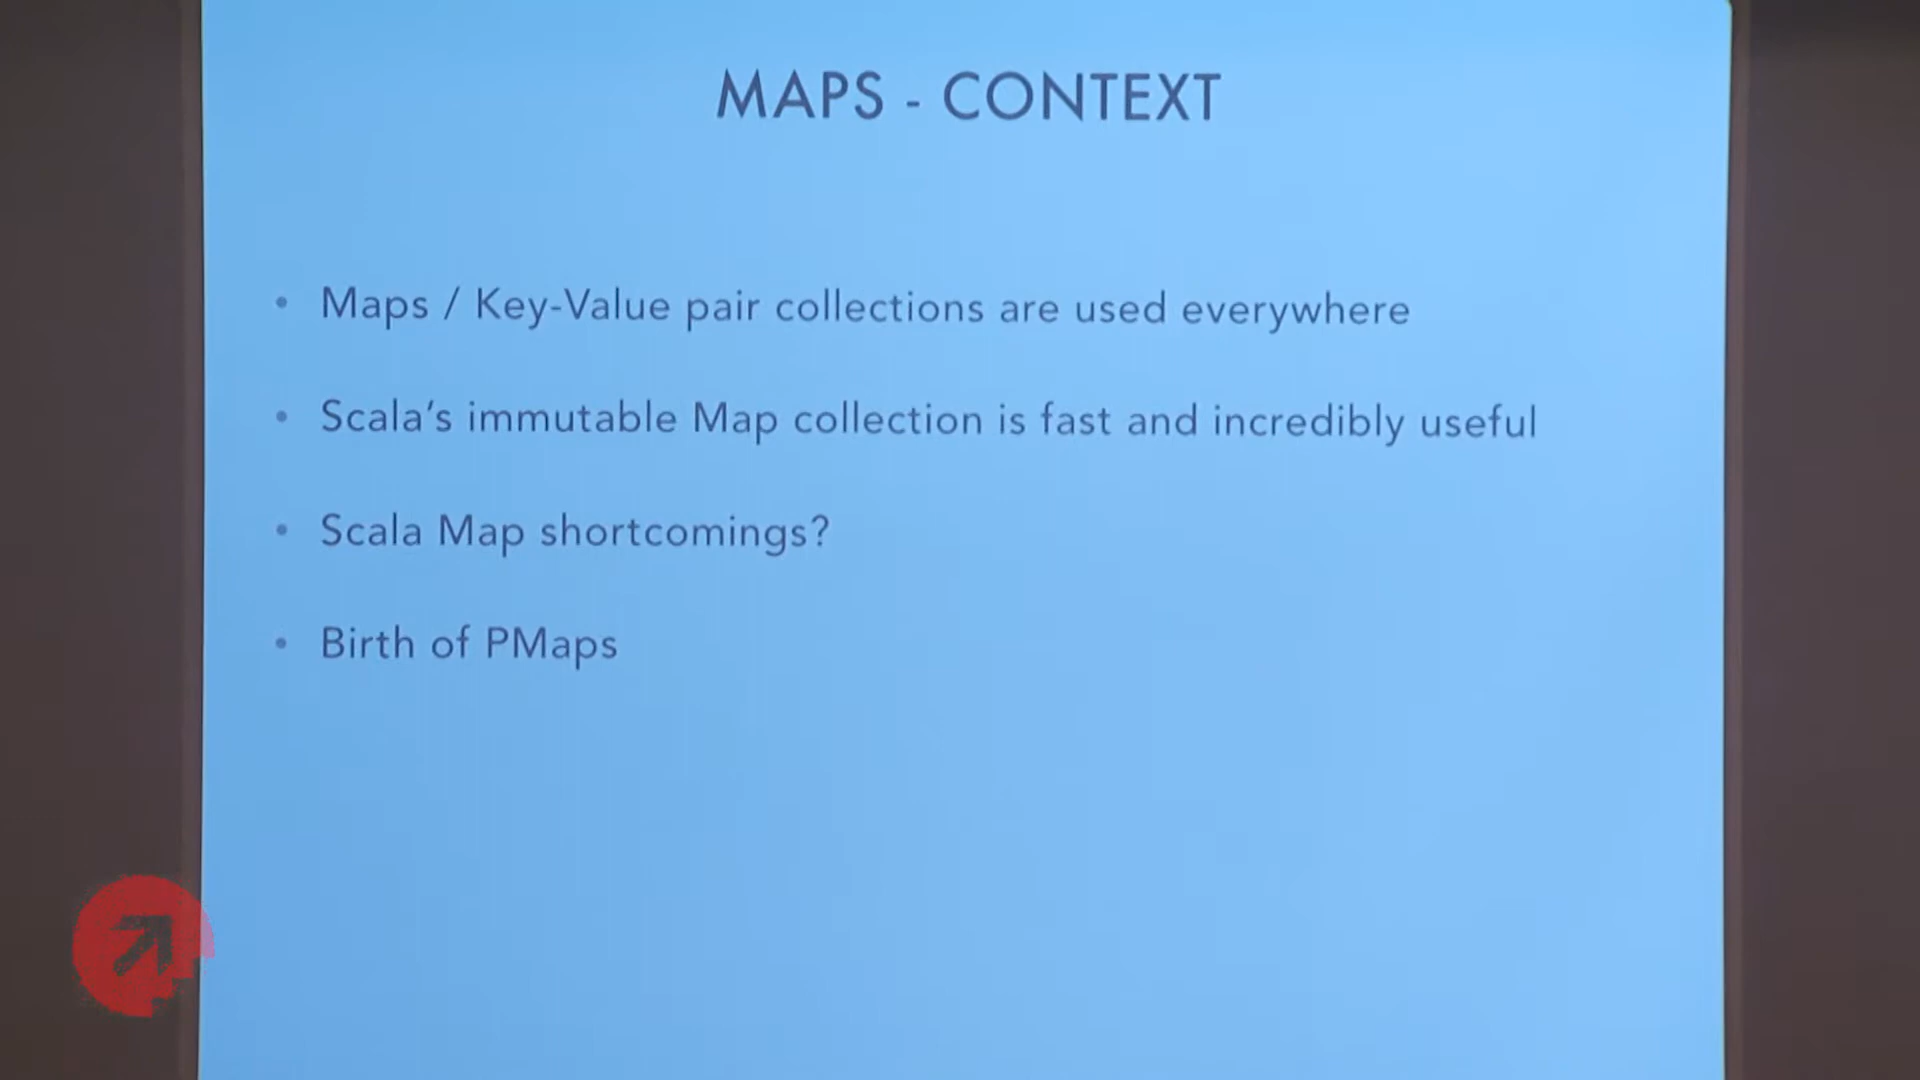 MAPS - CONTEXT
• Maps / Key-Value pair collections are used everywhere
• Scala's immutable Map collection is fast and incredibly useful
• Scala Map shortcomings?
• Birth of PMaps